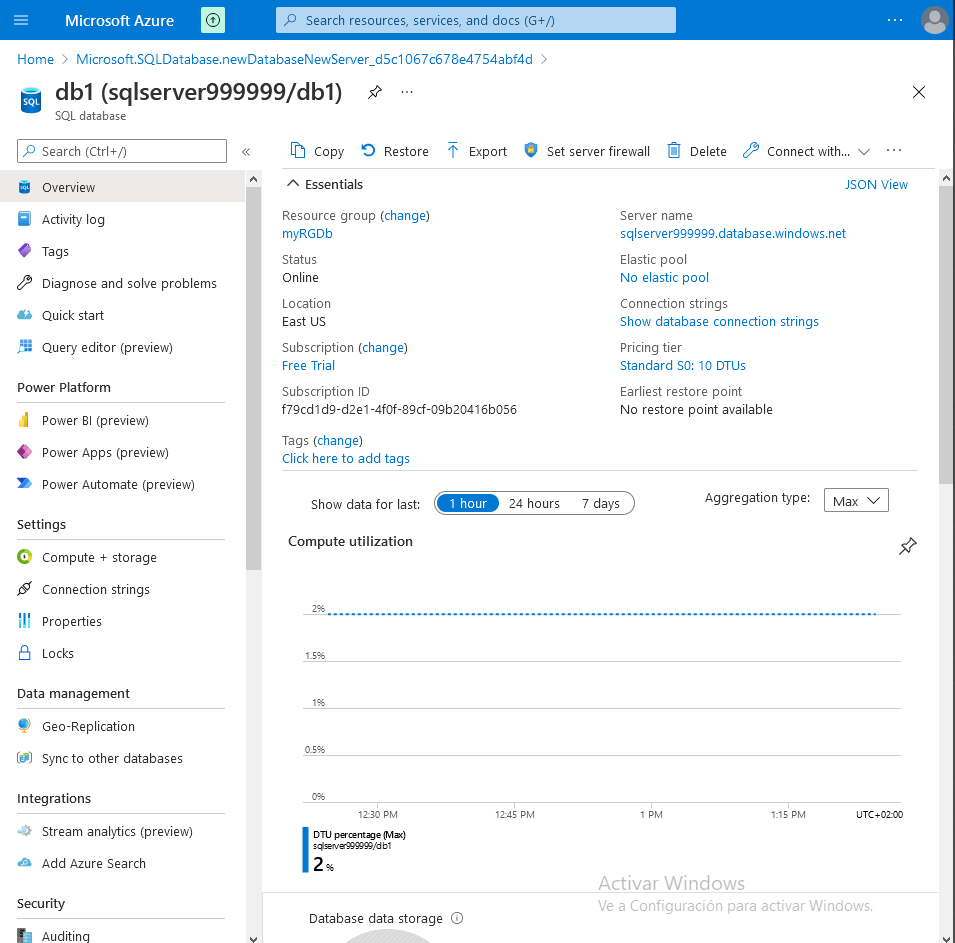 Microsoft Azure
Search resources, services, and docs (G+/)
Home > Microsoft.SQLDatabase.newDatabaseNewServer_d5c1067c678e4754abf4d >
SQL
db1 (sqlserver999999/db1)
SQL database
Search (Ctrl+/)
Copy
Restore
Export
Set server firewall
Delete
Connect with...
Overview
Activity log
Tags
Diagnose and solve problems
Quick start
Query editor (preview)
Power Platform
Power BI (preview)
Power Apps (preview)
Power Automate (preview)
Settings
Compute + storage
Connection strings
Properties
Locks
Data management
Geo-Replication
Sync to other databases
Integrations
Stream analytics (preview)
Add Azure Search
Security
Auditing
Essentials
JSON View
Resource group (change)
myRGDb
Status
Online
Location
East US
Subscription (change)
Free Trial
Subscription ID
f79cd1d9-d2e1-4f0f-89cf-09b20416b056
Tags (change)
Click here to add tags
Server name
sqlserver999999.database.windows.net
Elastic pool
No elastic pool
Connection strings
Show database connection strings
Pricing tier
Standard S0: 10 DTUs
Earliest restore point
No restore point available
Show data for last:
1 hour
24 hours
7 days
Aggregation type:
Max
Compute utilization
2%
1.5%
1%
0.5%
0%
12:30 PM
12:45 PM
1 PM
1:15 PM
UTC+02:00
DTU percentage (Max)
sqlserver999999/db1
2 %
Activar Windows
Ve a Configuración para activar Windows.
Database data storage